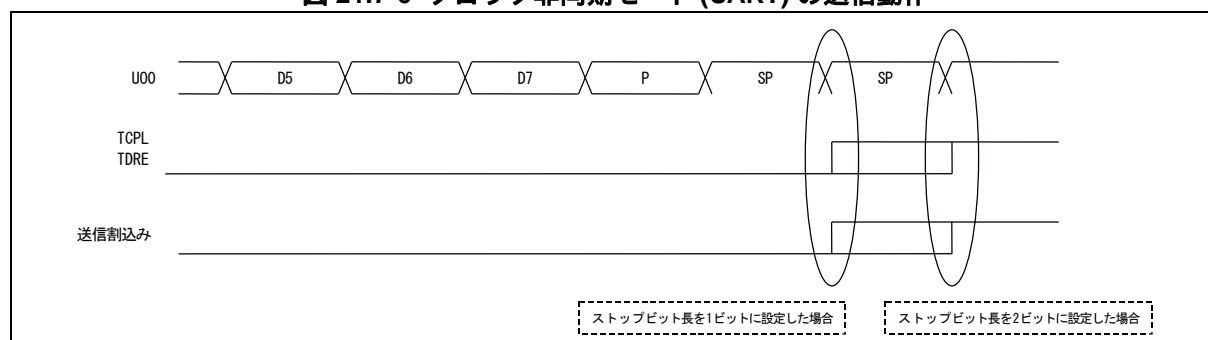 UO0 D5 D6 D7 P SP SP
TCPL
TDRE
送信割込み
ストップビット長を1ビットに設定した場合 ストップビット長を2ビットに設定した場合